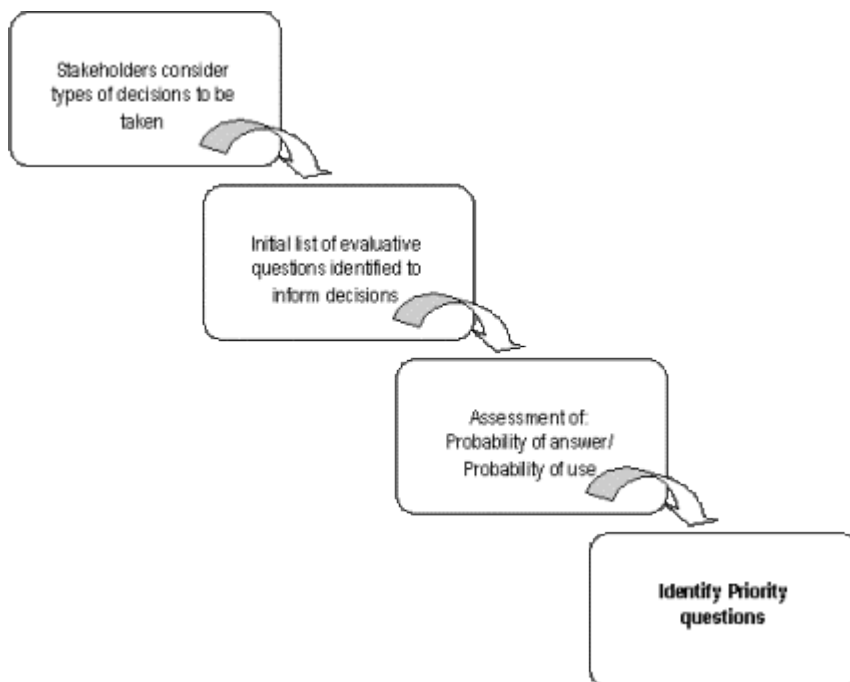 Stakeholders consider
types of decisions to be
taken
Initial list of evaluative
questions identified to
inform decisions
Assessment of:
Probability of answer/
Probability of use
Identify Priority
questions